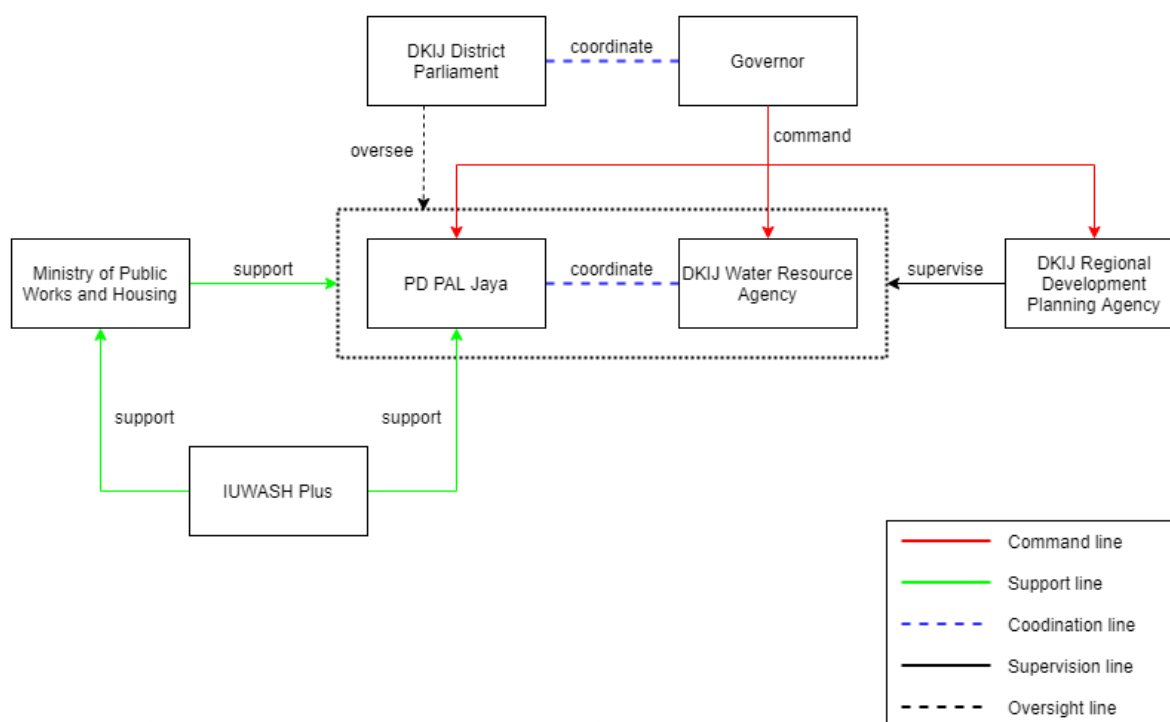 DKIJ District
Parliament
coordinate
Governor
oversee
command
Ministry of Public
Works and Housing
support
PD PAL Jaya
coordinate
DKIJ Water Resource
Agency
supervise
DKIJ Regional
Development
Planning Agency
support
support
IUWASH Plus
Command line
Support line
Coodination line
Supervision line
Oversight line